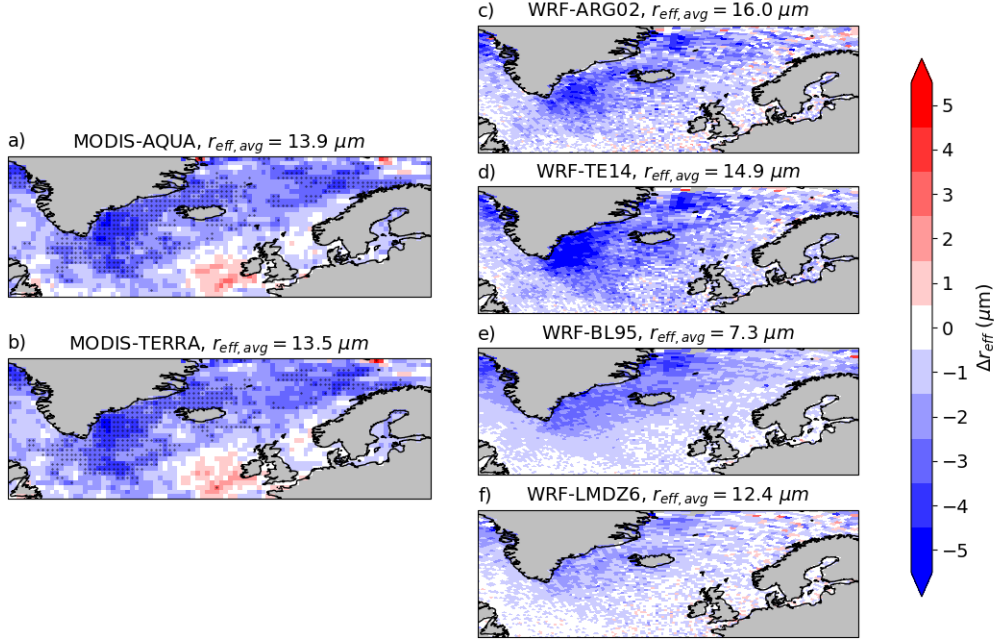 a)
MODIS-AQUA, r_eff,avg = 13.9 μm
b)
MODIS-TERRA, r_eff,avg = 13.5 μm
c)
WRF-ARG02, r_eff,avg = 16.0 μm
d)
WRF-TE14, r_eff,avg = 14.9 μm
e)
WRF-BL95, r_eff,avg = 7.3 μm
f)
WRF-LMDZ6, r_eff,avg = 12.4 μm
5
4
3
2
1
0
−1
−2
−3
−4
−5
Δr_eff (μm)